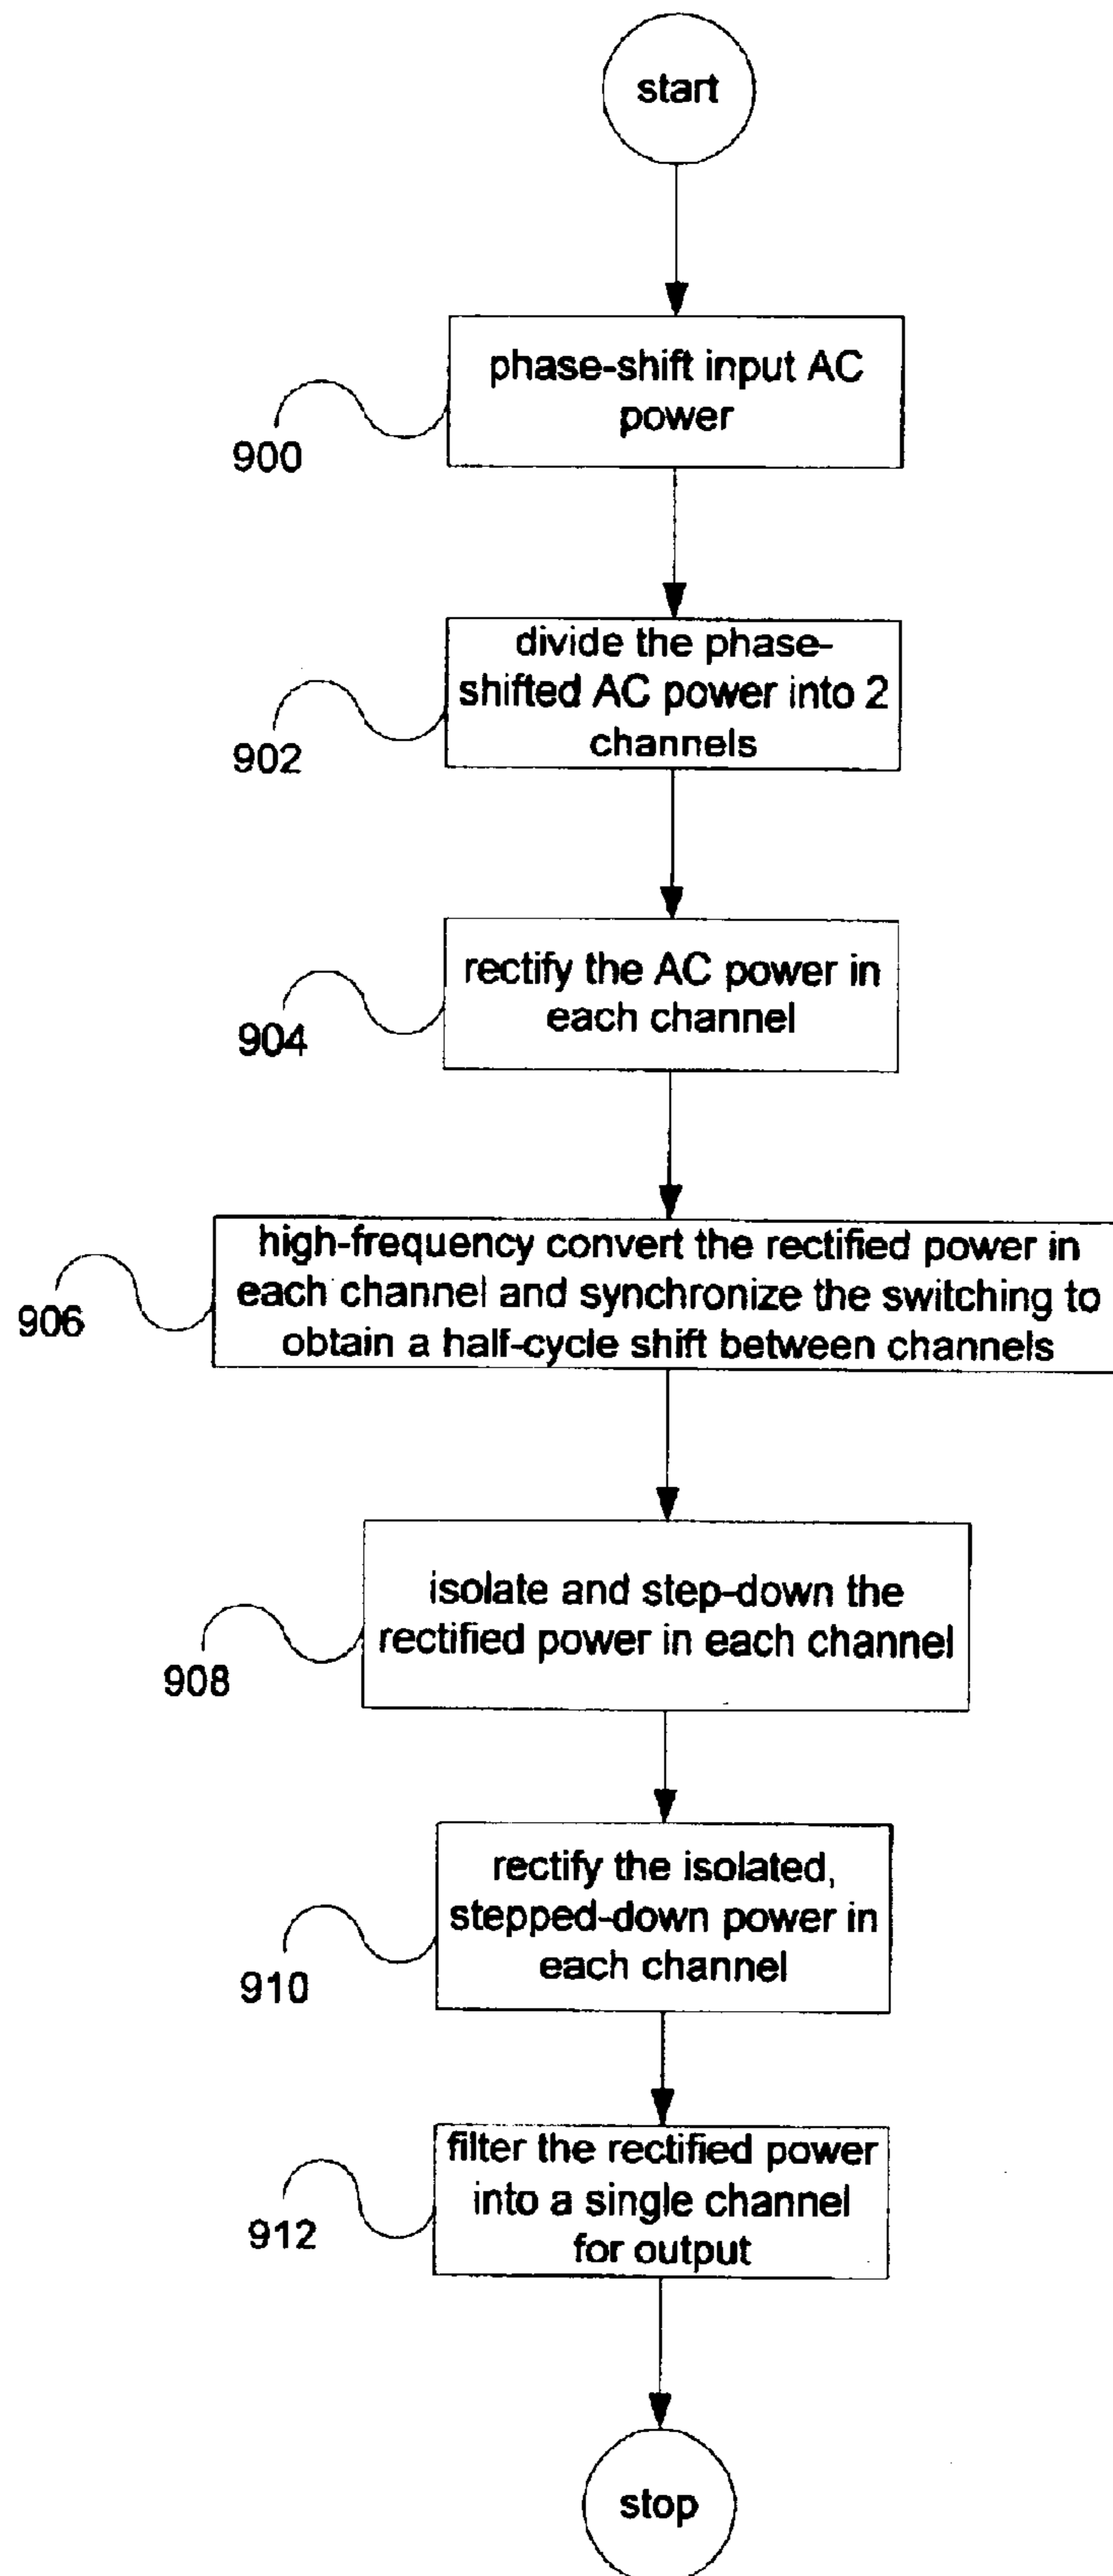 start
phase-shift input AC
power
900
divide the phase-
shifted AC power into 2
channels
902
rectify the AC power in
each channel
904
high-frequency convert the rectified power in
each channel and synchronize the switching to
obtain a half-cycle shift between channels
906
isolate and step-down the
rectified power in each channel
908
rectify the isolated,
stepped-down power in
each channel
910
filter the rectified power
into a single channel
for output
912
stop